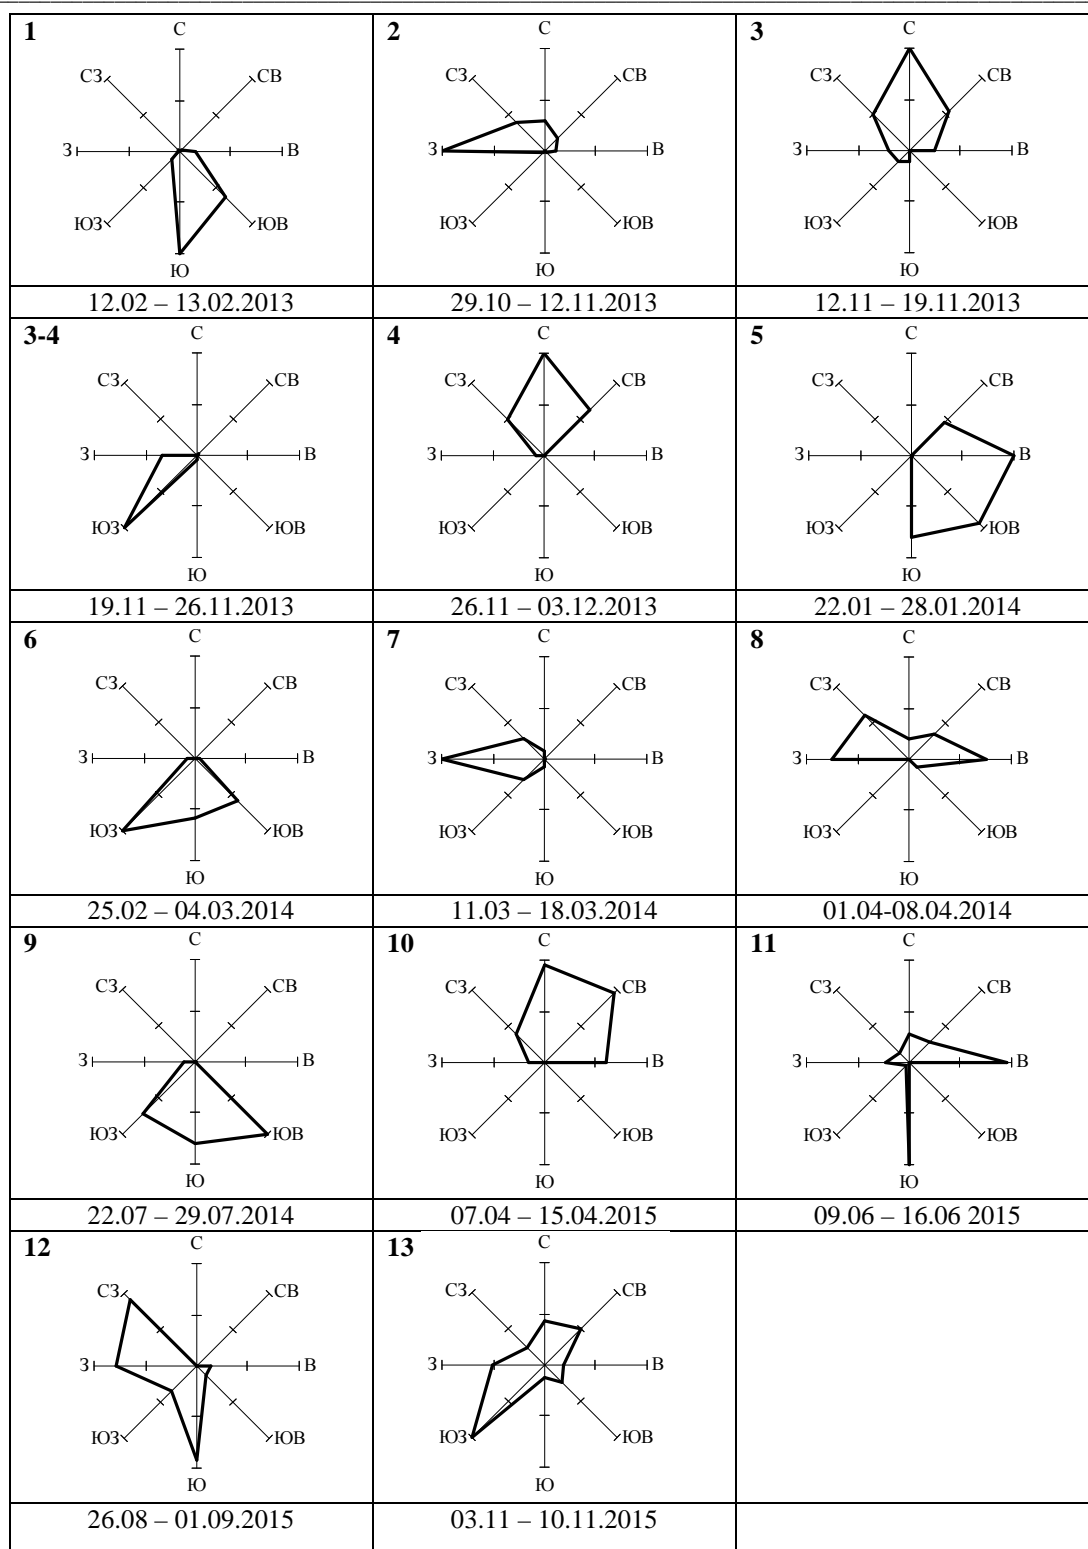 1 2 3
С С С
СЗ СВ СЗ СВ СЗ СВ
З В З В З В
ЮЗ ЮВ ЮЗ ЮВ ЮЗ ЮВ
Ю Ю Ю
12.02 – 13.02.2013 29.10 – 12.11.2013 12.11 – 19.11.2013
3-4 4 5
С С С
СЗ СВ СЗ СВ СЗ СВ
З В З В З В
ЮЗ ЮВ ЮЗ ЮВ ЮЗ ЮВ
Ю Ю Ю
19.11 – 26.11.2013 26.11 – 03.12.2013 22.01 – 28.01.2014
6 7 8
С С С
СЗ СВ СЗ СВ СЗ СВ
З В З В З В
ЮЗ ЮВ ЮЗ ЮВ ЮЗ ЮВ
Ю Ю Ю
25.02 – 04.03.2014 11.03 – 18.03.2014 01.04-08.04.2014
9 10 11
С С С
СЗ СВ СЗ СВ СЗ СВ
З В З В З В
ЮЗ ЮВ ЮЗ ЮВ ЮЗ ЮВ
Ю Ю Ю
22.07 – 29.07.2014 07.04 – 15.04.2015 09.06 – 16.06 2015
12 13
С С
СЗ СВ СЗ СВ
З В З В
ЮЗ ЮВ ЮЗ ЮВ
Ю Ю
26.08 – 01.09.2015 03.11 – 10.11.2015